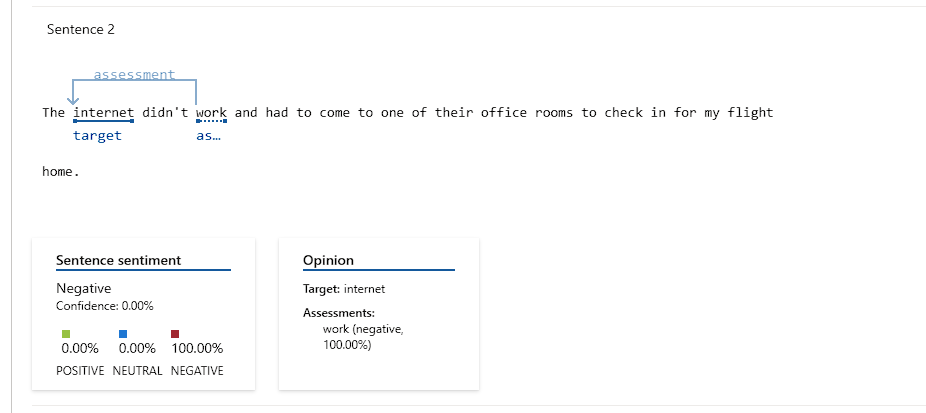 Sentence 2
assessment
The internet didn't work and had to come to one of their office rooms to check in for my flight
target as…
home.
Sentence sentiment
Negative
Confidence: 0.00%
0.00% 0.00% 100.00%
POSITIVE NEUTRAL NEGATIVE
Opinion
Target: internet
Assessments:
work (negative,
100.00%)